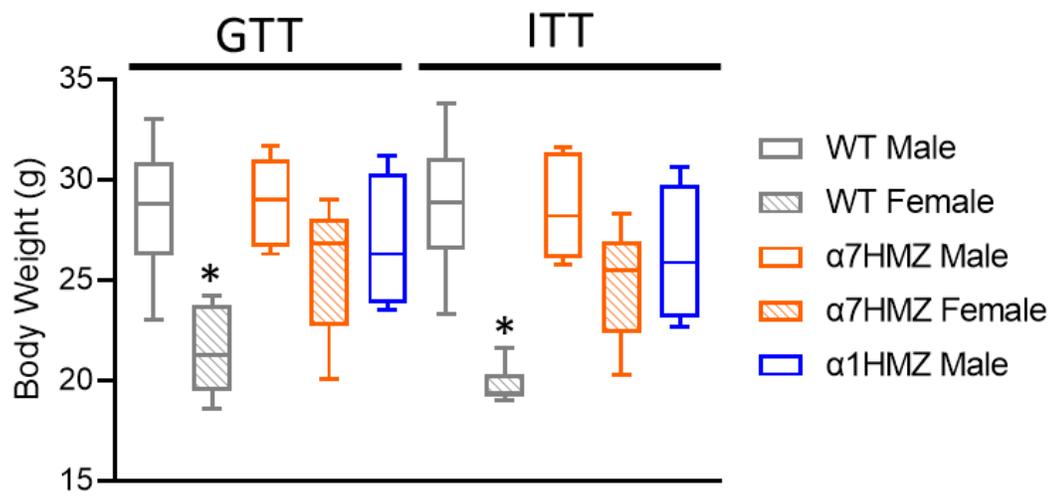 GTT ITT
35
30
25
20
15
Body Weight (g)
*
*
WT Male
WT Female
α7HMZ Male
α7HMZ Female
α1HMZ Male